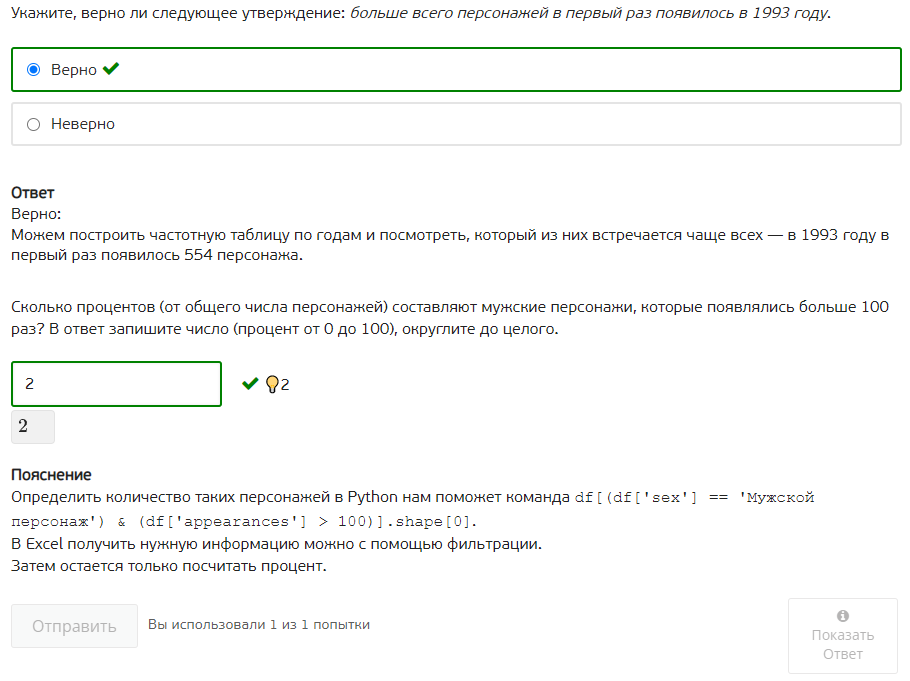 Укажите, верно ли следующее утверждение: больше всего персонажей в первый раз появилось в 1993 году.
Верно
Неверно
Ответ
Верно:
Можем построить частотную таблицу по годам и посмотреть, который из них встречается чаще всех — в 1993 году в
первый раз появилось 554 персонажа.
Сколько процентов (от общего числа персонажей) составляют мужские персонажи, которые появлялись больше 100
раз? В ответ запишите число (процент от 0 до 100), округлите до целого.
2 2
2
Пояснение
Определить количество таких персонажей в Python нам поможет команда df[(df['sex'] == 'Мужской
персонаж') & (df['appearances'] > 100)].shape[0].
В Excel получить нужную информацию можно с помощью фильтрации.
Затем остается только посчитать процент.
Отправить Вы использовали 1 из 1 попытки
Показать
Ответ